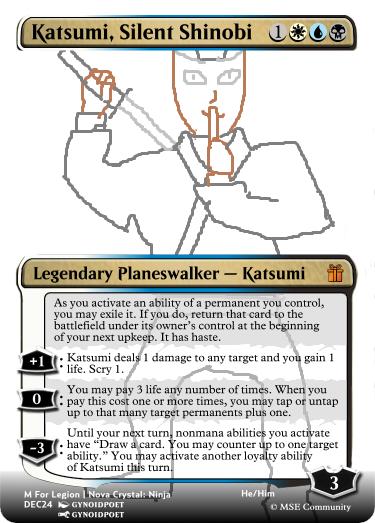 Katsumi, Silent Shinobi 1
Legendary Planeswalker — Katsumi
As you activate an ability of a permanent you control,
you may exile it. If you do, return that card to the
battlefield under its owner's control at the beginning
of your next upkeep. It has haste.
+1 : Katsumi deals 1 damage to any target and you gain 1
life. Scry 1.
0 : You may pay 3 life any number of times. When you
pay this cost one or more times, you may tap or untap
up to that many target permanents plus one.
-3 : Until your next turn, nonmana abilities you activate
have “Draw a card. You may counter up to one target
ability.” You may activate another loyalty ability
of Katsumi this turn.
3
M For Legion | Nova Crystal: Ninja He/Him
DEC24 GYNOIDPOET © MSE Community
GYNOIDPOET